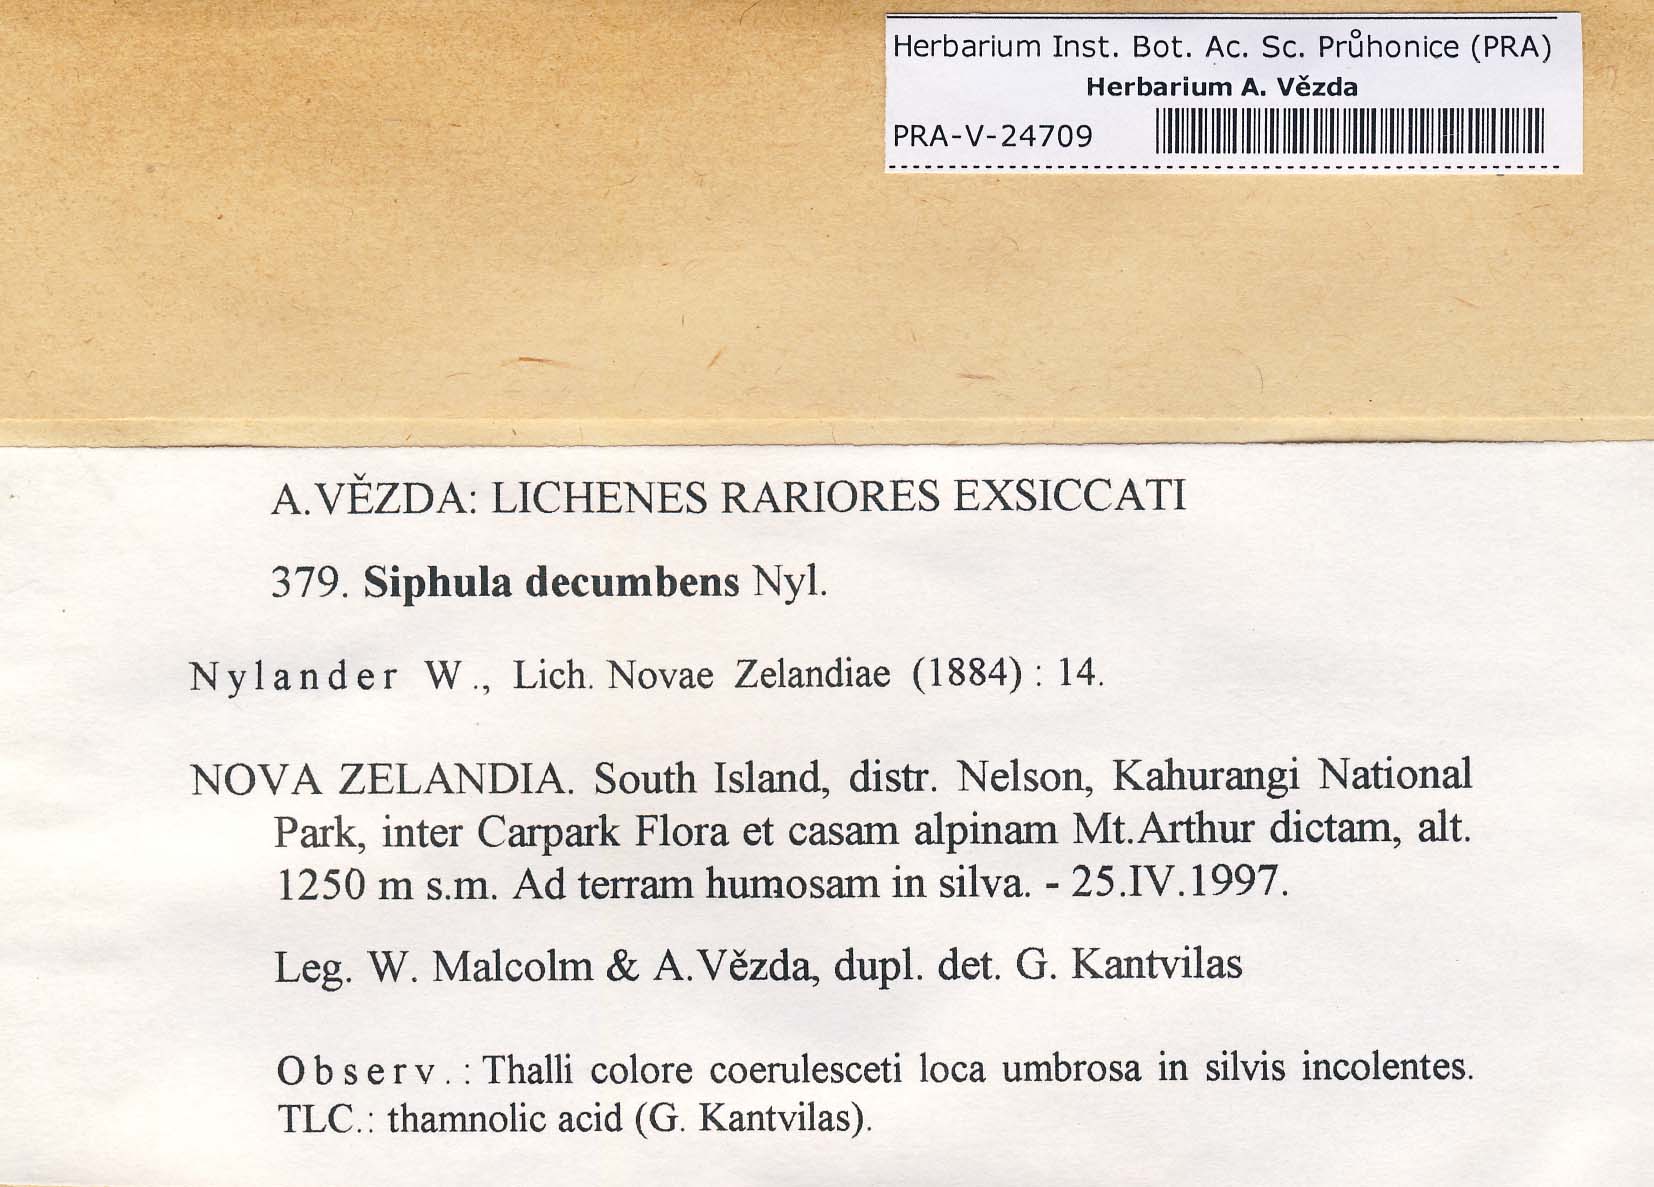 Herbarium Inst. Bot. Ac. Sc. Průhonice (PRA)
Herbarium A. Vězda
PRA-V-24709
A.VĚZDA: LICHENES RARIORES EXSICCATI
379. Siphula decumbens Nyl.
Nylander W., Lich. Novae Zelandiae (1884) : 14.
NOVA ZELANDIA. South Island, distr. Nelson, Kahurangi National
Park, inter Carpark Flora et casam alpinam Mt.Arthur dictam, alt.
1250 m s.m. Ad terram humosam in silva. - 25.IV.1997.
Leg. W. Malcolm & A.Vězda, dupl. det. G. Kantvilas
Observ.: Thalli colore coerulesceti loca umbrosa in silvis incolentes.
TLC.: thamnolic acid (G. Kantvilas).